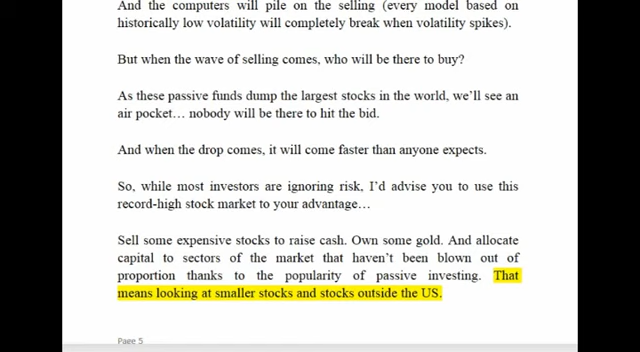 And the computers will pile on the selling (every model based on
historically low volatility will completely break when volatility spikes).
But when the wave of selling comes, who will be there to buy?
As these passive funds dump the largest stocks in the world, we'll see an
air pocket… nobody will be there to hit the bid.
And when the drop comes, it will come faster than anyone expects.
So, while most investors are ignoring risk, I'd advise you to use this
record-high stock market to your advantage…
Sell some expensive stocks to raise cash. Own some gold. And allocate
capital to sectors of the market that haven't been blown out of
proportion thanks to the popularity of passive investing. That
means looking at smaller stocks and stocks outside the US.
Page 5